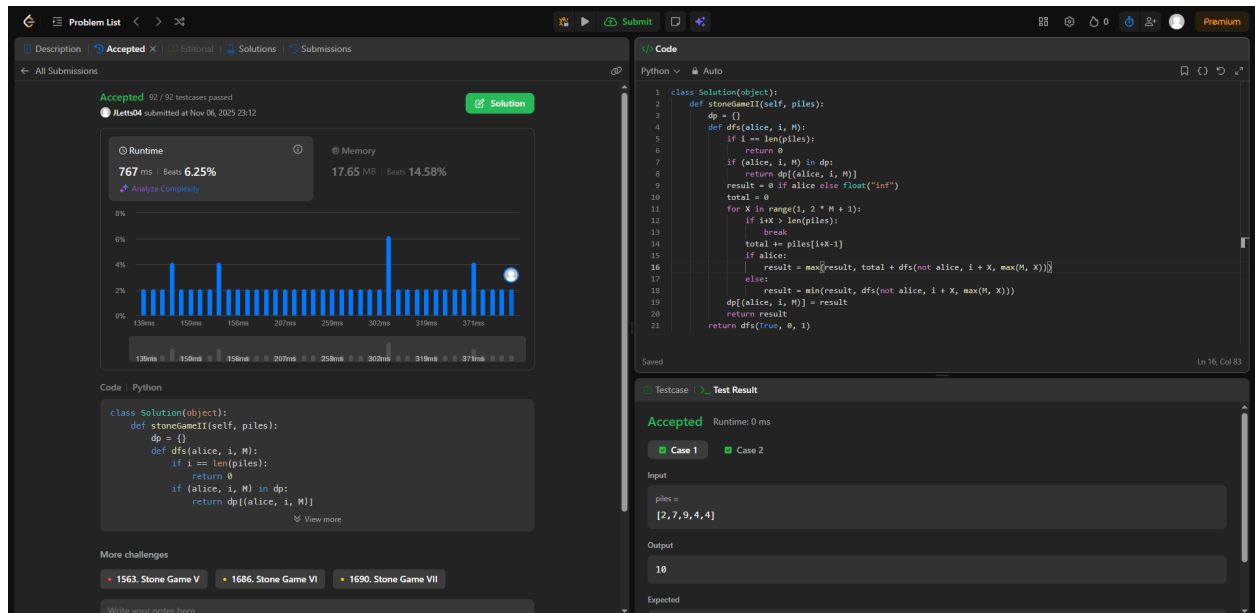 Problem List
Submit
0
Premium
Description | Accepted × | Editorial | Solutions | Submissions
← All Submissions
Accepted 92 / 92 testcases passed
JLetts04 submitted at Nov 06, 2025 23:12
Solution
Runtime
767 ms | Beats 6.25%
Analyze Complexity
Memory
17.65 MB | Beats 14.58%
8%
6%
4%
2%
0%
139ms 150ms 156ms 207ms 259ms 302ms 319ms 371ms
139ms 150ms 156ms 207ms 259ms 302ms 319ms 371ms
Code | Python
class Solution(object):
    def stoneGameII(self, piles):
        dp = {}
        def dfs(alice, i, M):
            if i == len(piles):
                return 0
            if (alice, i, M) in dp:
                return dp[(alice, i, M)]
View more
More challenges
1563. Stone Game V
1686. Stone Game VI
1690. Stone Game VII
Write your notes here
</> Code
Python Auto
1 class Solution(object):
2     def stoneGameII(self, piles):
3         dp = {}
4         def dfs(alice, i, M):
5             if i == len(piles):
6                 return 0
7             if (alice, i, M) in dp:
8                 return dp[(alice, i, M)]
9             result = 0 if alice else float("inf")
10             total = 0
11             for X in range(1, 2 * M + 1):
12                 if i+X > len(piles):
13                     break
14                 total += piles[i+X-1]
15                 if alice:
16                     result = max(result, total + dfs(not alice, i + X, max(M, X)))
17                 else:
18                     result = min(result, dfs(not alice, i + X, max(M, X)))
19             dp[(alice, i, M)] = result
20             return result
21         return dfs(True, 0, 1)
Saved
Ln 16, Col 83
Testcase | >_ Test Result
Accepted Runtime: 0 ms
Case 1
Case 2
Input
piles =
[2,7,9,4,4]
Output
10
Expected